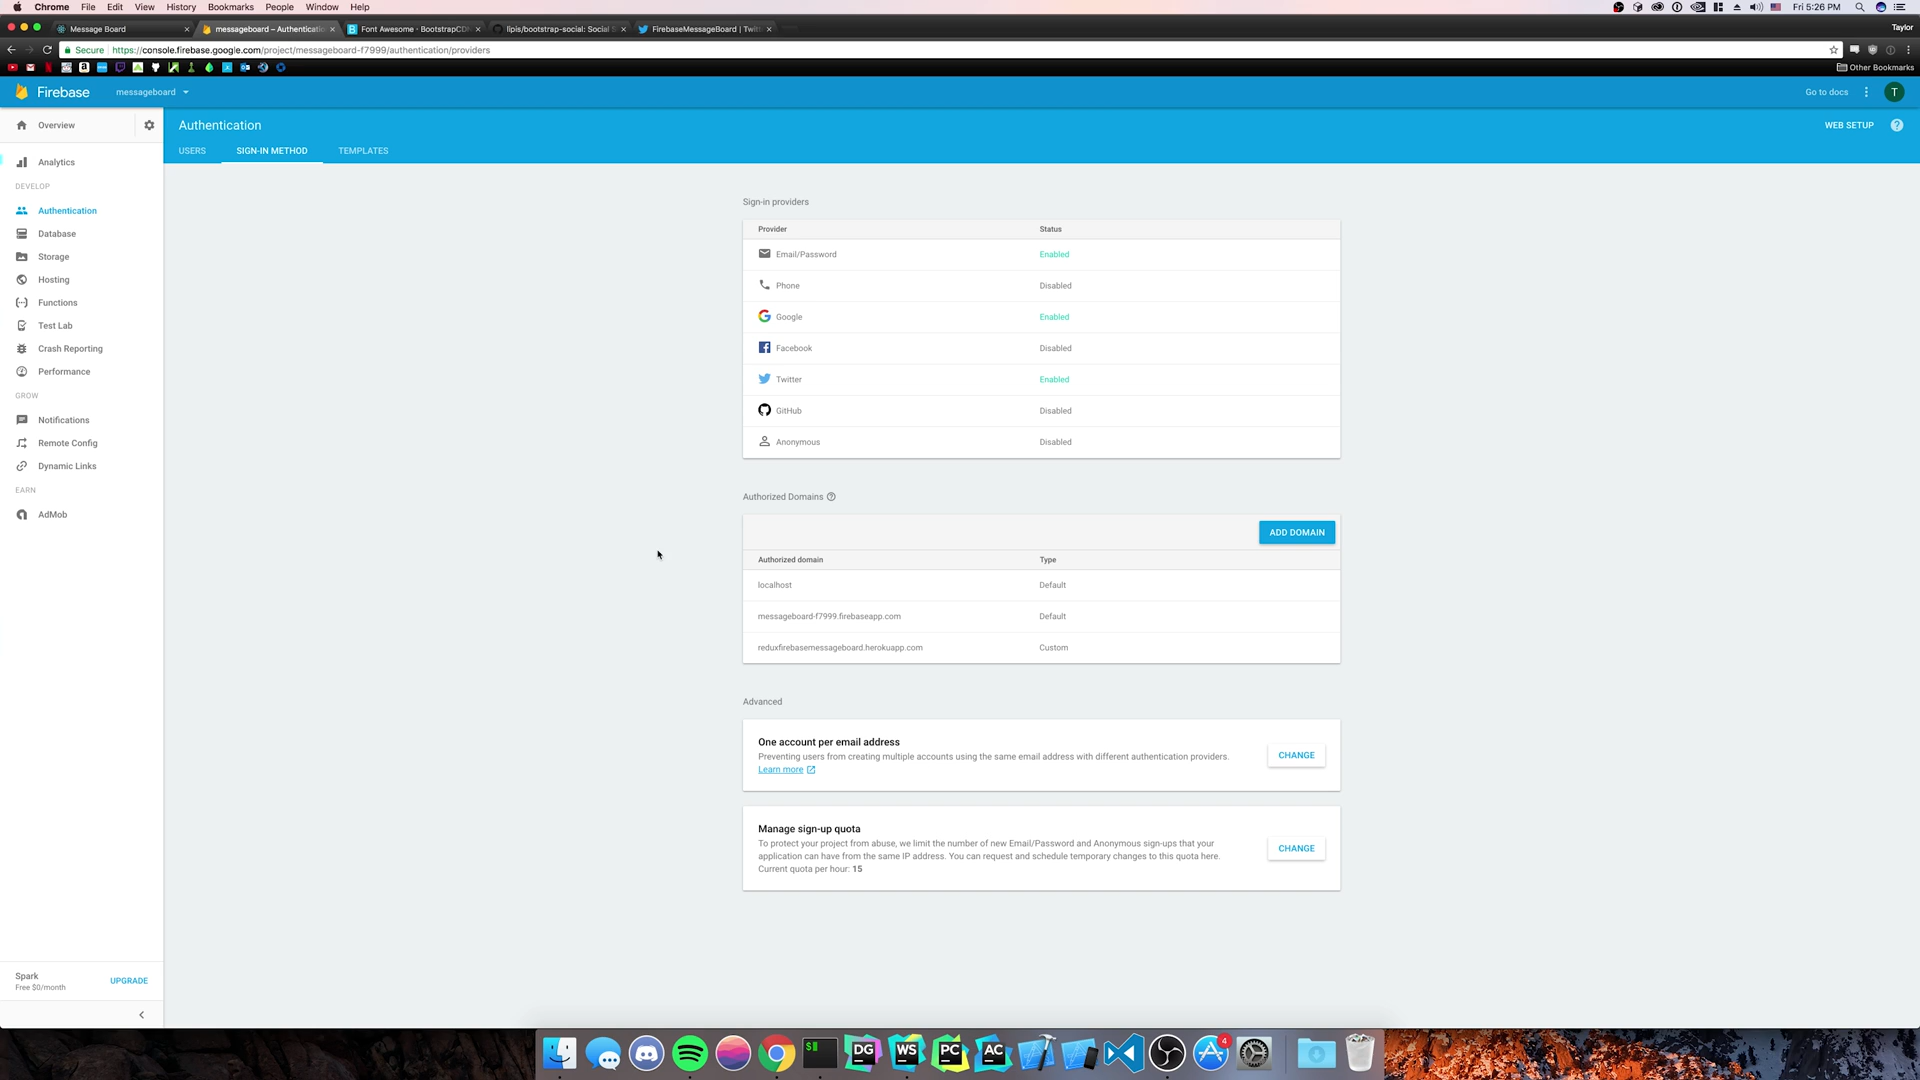 Chrome File Edit View History Bookmarks People Window Help Fri 5:26 PM
Message Board messageboard – Authenticatio Font Awesome · BootstrapCDN lipis/bootstrap-social: Social S FirebaseMessageBoard | Twitt Taylor
Secure https://console.firebase.google.com/project/messageboard-f7999/authentication/providers
Other Bookmarks
Firebase messageboard Go to docs T
Overview
Authentication
WEB SETUP
USERS SIGN-IN METHOD TEMPLATES
Analytics
DEVELOP
Authentication
Database
Storage
Hosting
Functions
Test Lab
Crash Reporting
Performance
GROW
Notifications
Remote Config
Dynamic Links
EARN
AdMob
Spark
Free $0/month
UPGRADE
Sign-in providers
Provider Status
Email/Password Enabled
Phone Disabled
Google Enabled
Facebook Disabled
Twitter Enabled
GitHub Disabled
Anonymous Disabled
Authorized Domains
ADD DOMAIN
Authorized domain Type
localhost Default
messageboard-f7999.firebaseapp.com Default
reduxfirebasemessageboard.herokuapp.com Custom
Advanced
One account per email address
Preventing users from creating multiple accounts using the same email address with different authentication providers.
Learn more
CHANGE
Manage sign-up quota
To protect your project from abuse, we limit the number of new Email/Password and Anonymous sign-ups that your
application can have from the same IP address. You can request and schedule temporary changes to this quota here.
Current quota per hour: 15
CHANGE
DG WS PC AC 4